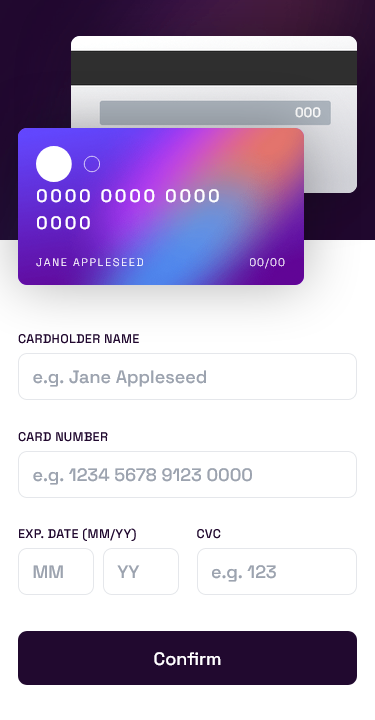 000
0000 0000 0000
0000
JANE APPLESEED 00/00
CARDHOLDER NAME
e.g. Jane Appleseed
CARD NUMBER
e.g. 1234 5678 9123 0000
EXP. DATE (MM/YY) CVC
MM YY e.g. 123
Confirm